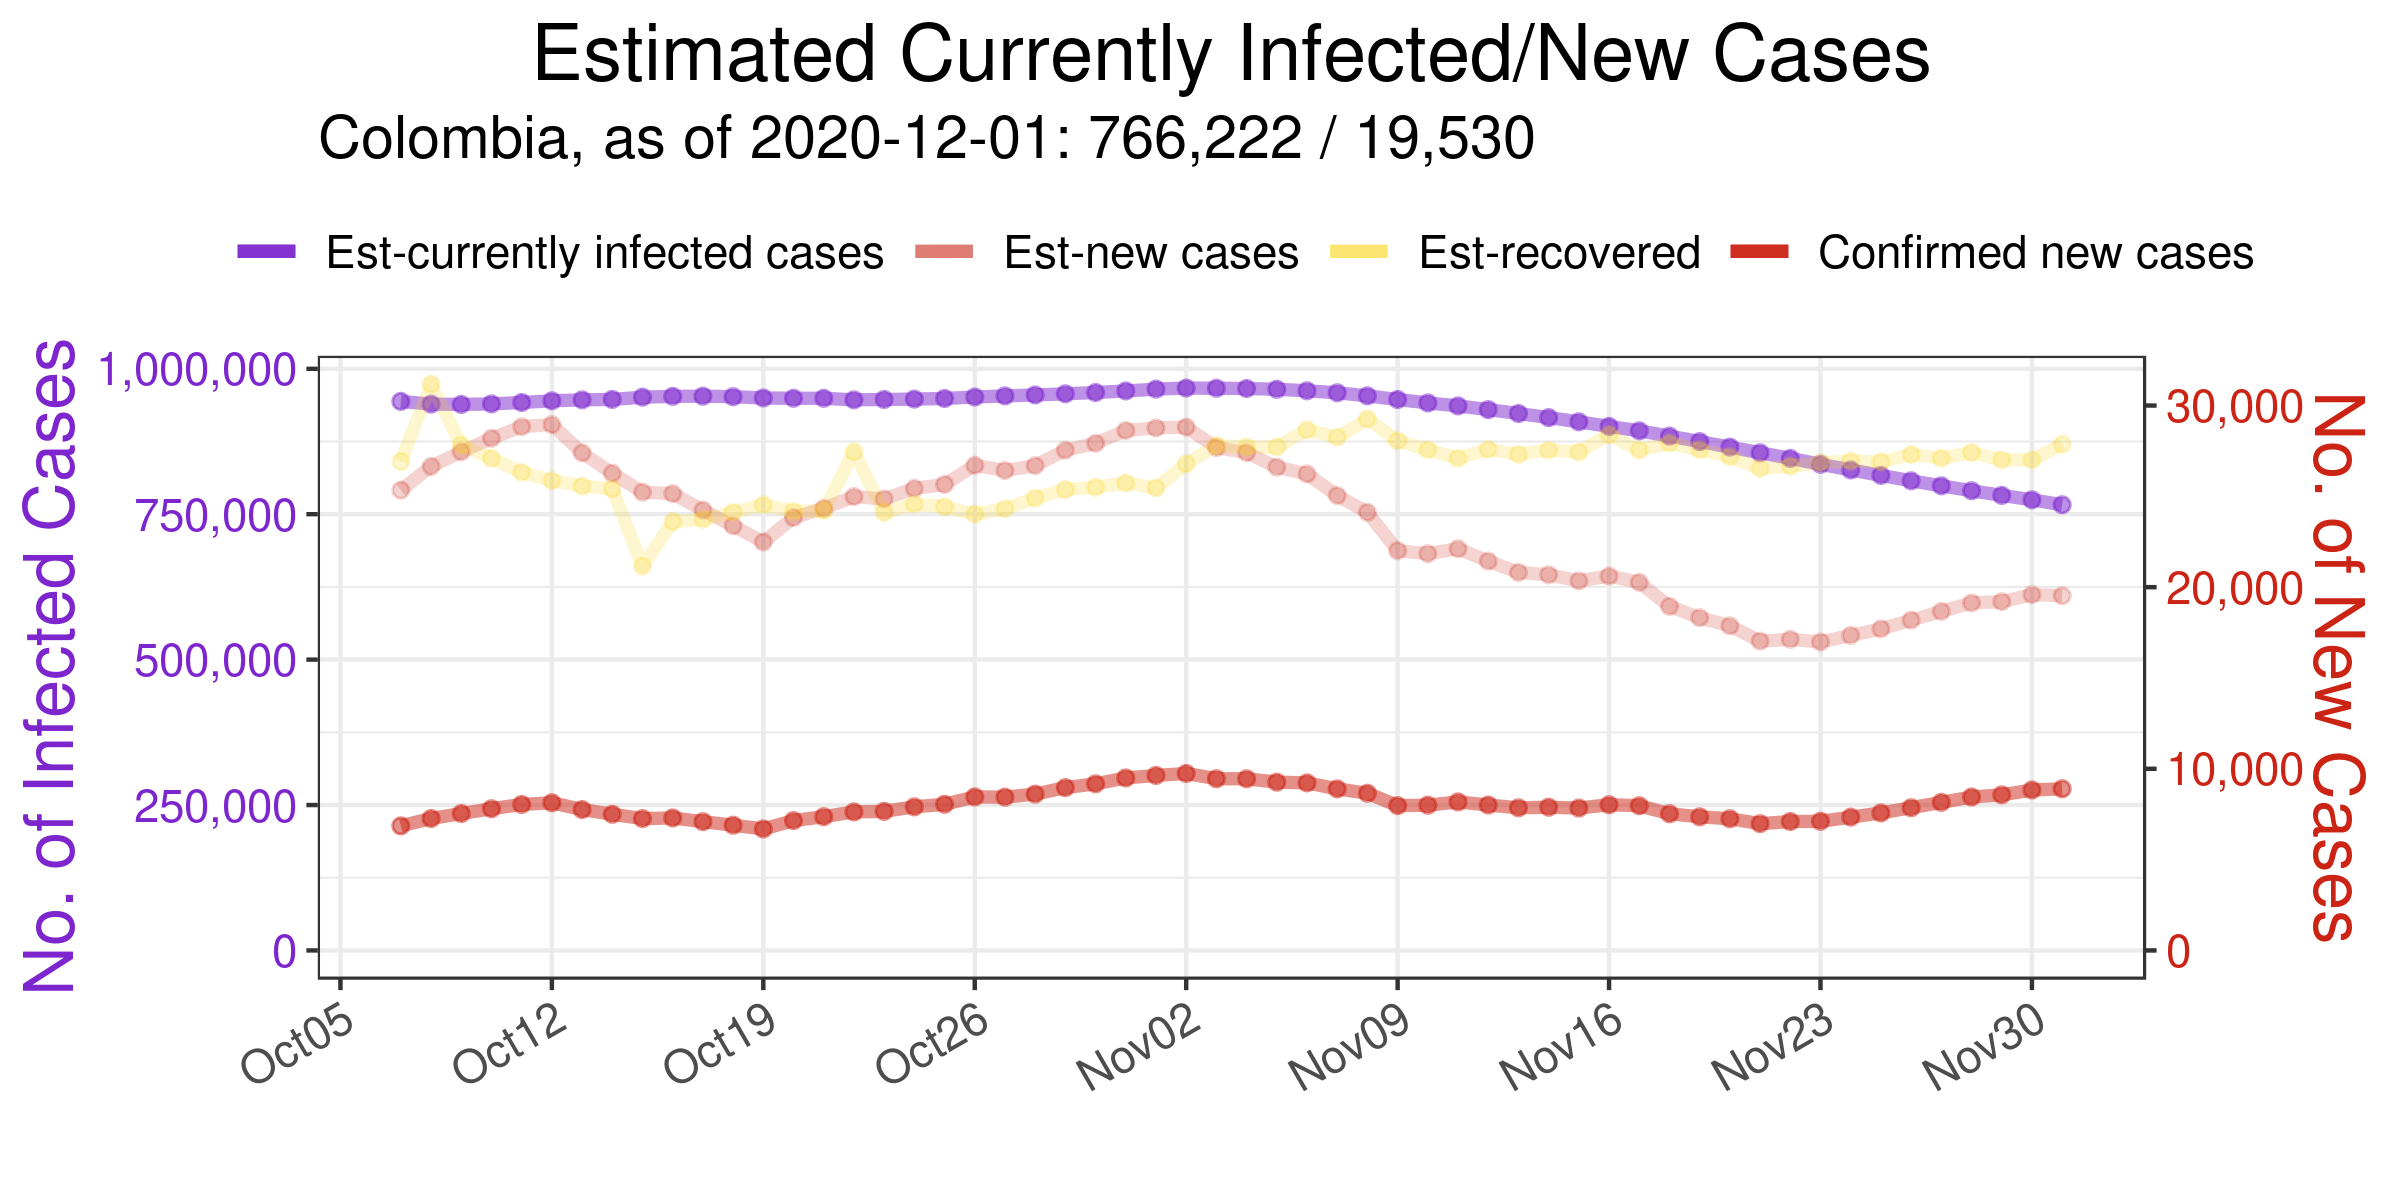 Estimated Currently Infected/New Cases
Colombia, as of 2020-12-01: 766,222 / 19,530
Est-currently infected cases Est-new cases Est-recovered Confirmed new cases
No. of Infected Cases
1,000,000
750,000
500,000
250,000
0
30,000
20,000
10,000
0
No. of New Cases
Oct05 Oct12 Oct19 Oct26 Nov02 Nov09 Nov16 Nov23 Nov30